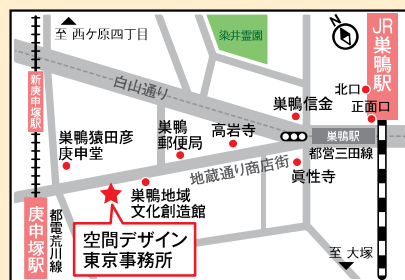 至 西ケ原四丁目
染井霊園
N
JR
巣鴨駅
白山通り
北口
正面口
新庚申塚駅
巣鴨信金
巣鴨猿田彦
庚申堂
巣鴨
郵便局
高岩寺
巣鴨駅
都営三田線
地蔵通り商店街
眞性寺
巣鴨地域
文化創造館
庚申塚駅
都電荒川線
空間デザイン
東京事務所
至 大塚